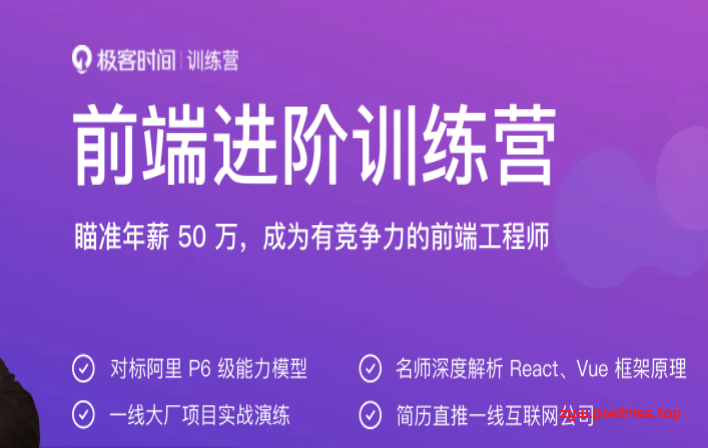 极客时间 | 训练营
前端进阶训练营
瞄准年薪 50 万，成为有竞争力的前端工程师
对标阿里 P6 级能力模型
名师深度解析 React、Vue 框架原理
一线大厂项目实战演练
简历直推一线互联网公司
zyw.postriss.top